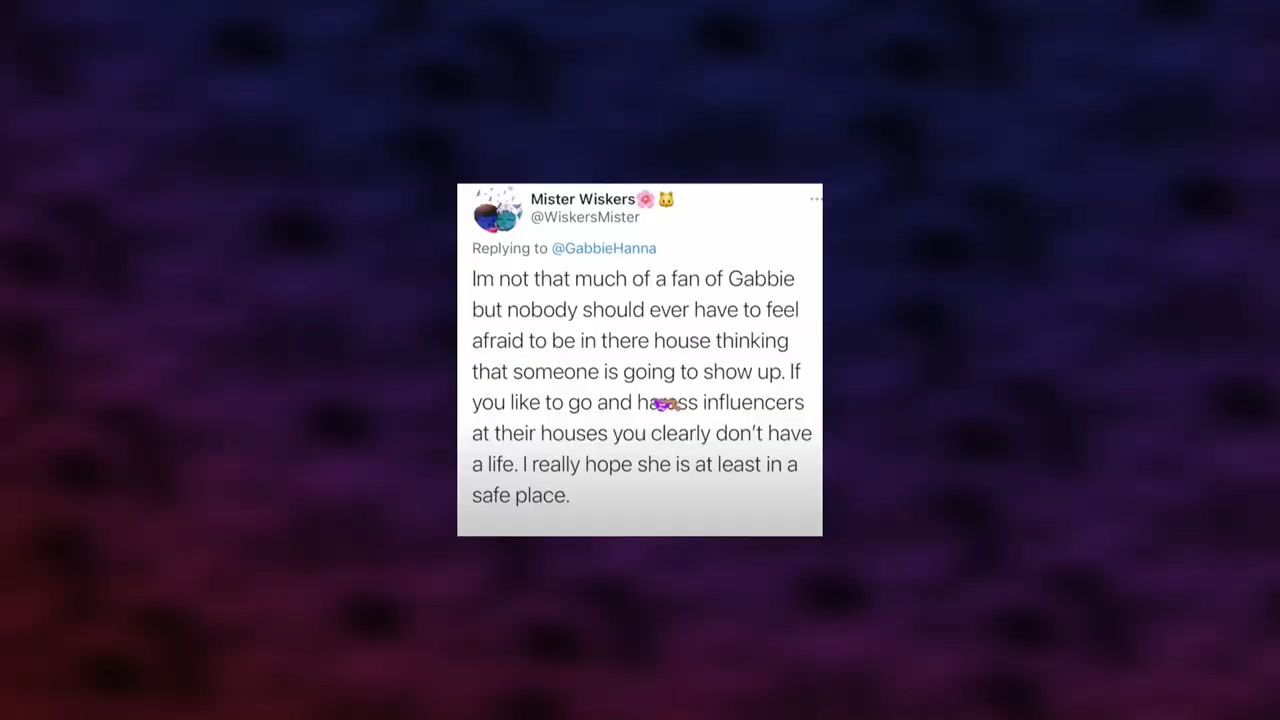 Mister Wiskers🌸🐱
@WiskersMister
...
Replying to @GabbieHanna
Im not that much of a fan of Gabbie
but nobody should ever have to feel
afraid to be in there house thinking
that someone is going to show up. If
you like to go and influencers
at their houses you clearly don't have
a life. I really hope she is at least in a
safe place.